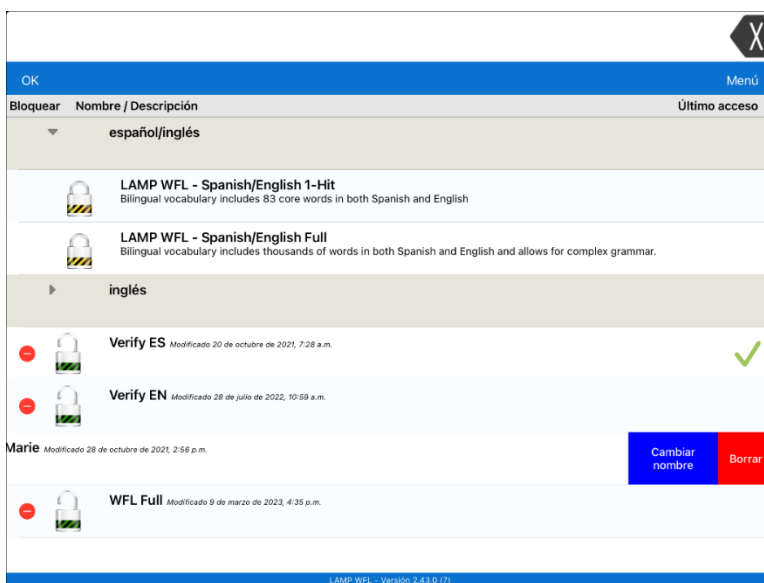 X
OK Menú
Bloquear Nombre / Descripción Último acceso
español/inglés
LAMP WFL - Spanish/English 1-Hit
Bilingual vocabulary includes 83 core words in both Spanish and English
LAMP WFL - Spanish/English Full
Bilingual vocabulary includes thousands of words in both Spanish and English and allows for complex grammar.
inglés
Verify ES Modificado 20 de octubre de 2021, 7:28 a.m.
Verify EN Modificado 28 de julio de 2022, 10:59 a.m.
Marie Modificado 28 de octubre de 2021, 2:56 p.m.
Cambiar
nombre
Borrar
WFL Full Modificado 9 de marzo de 2023, 4:35 p.m.
LAMP WFL - Versión 2.43.0 (7)